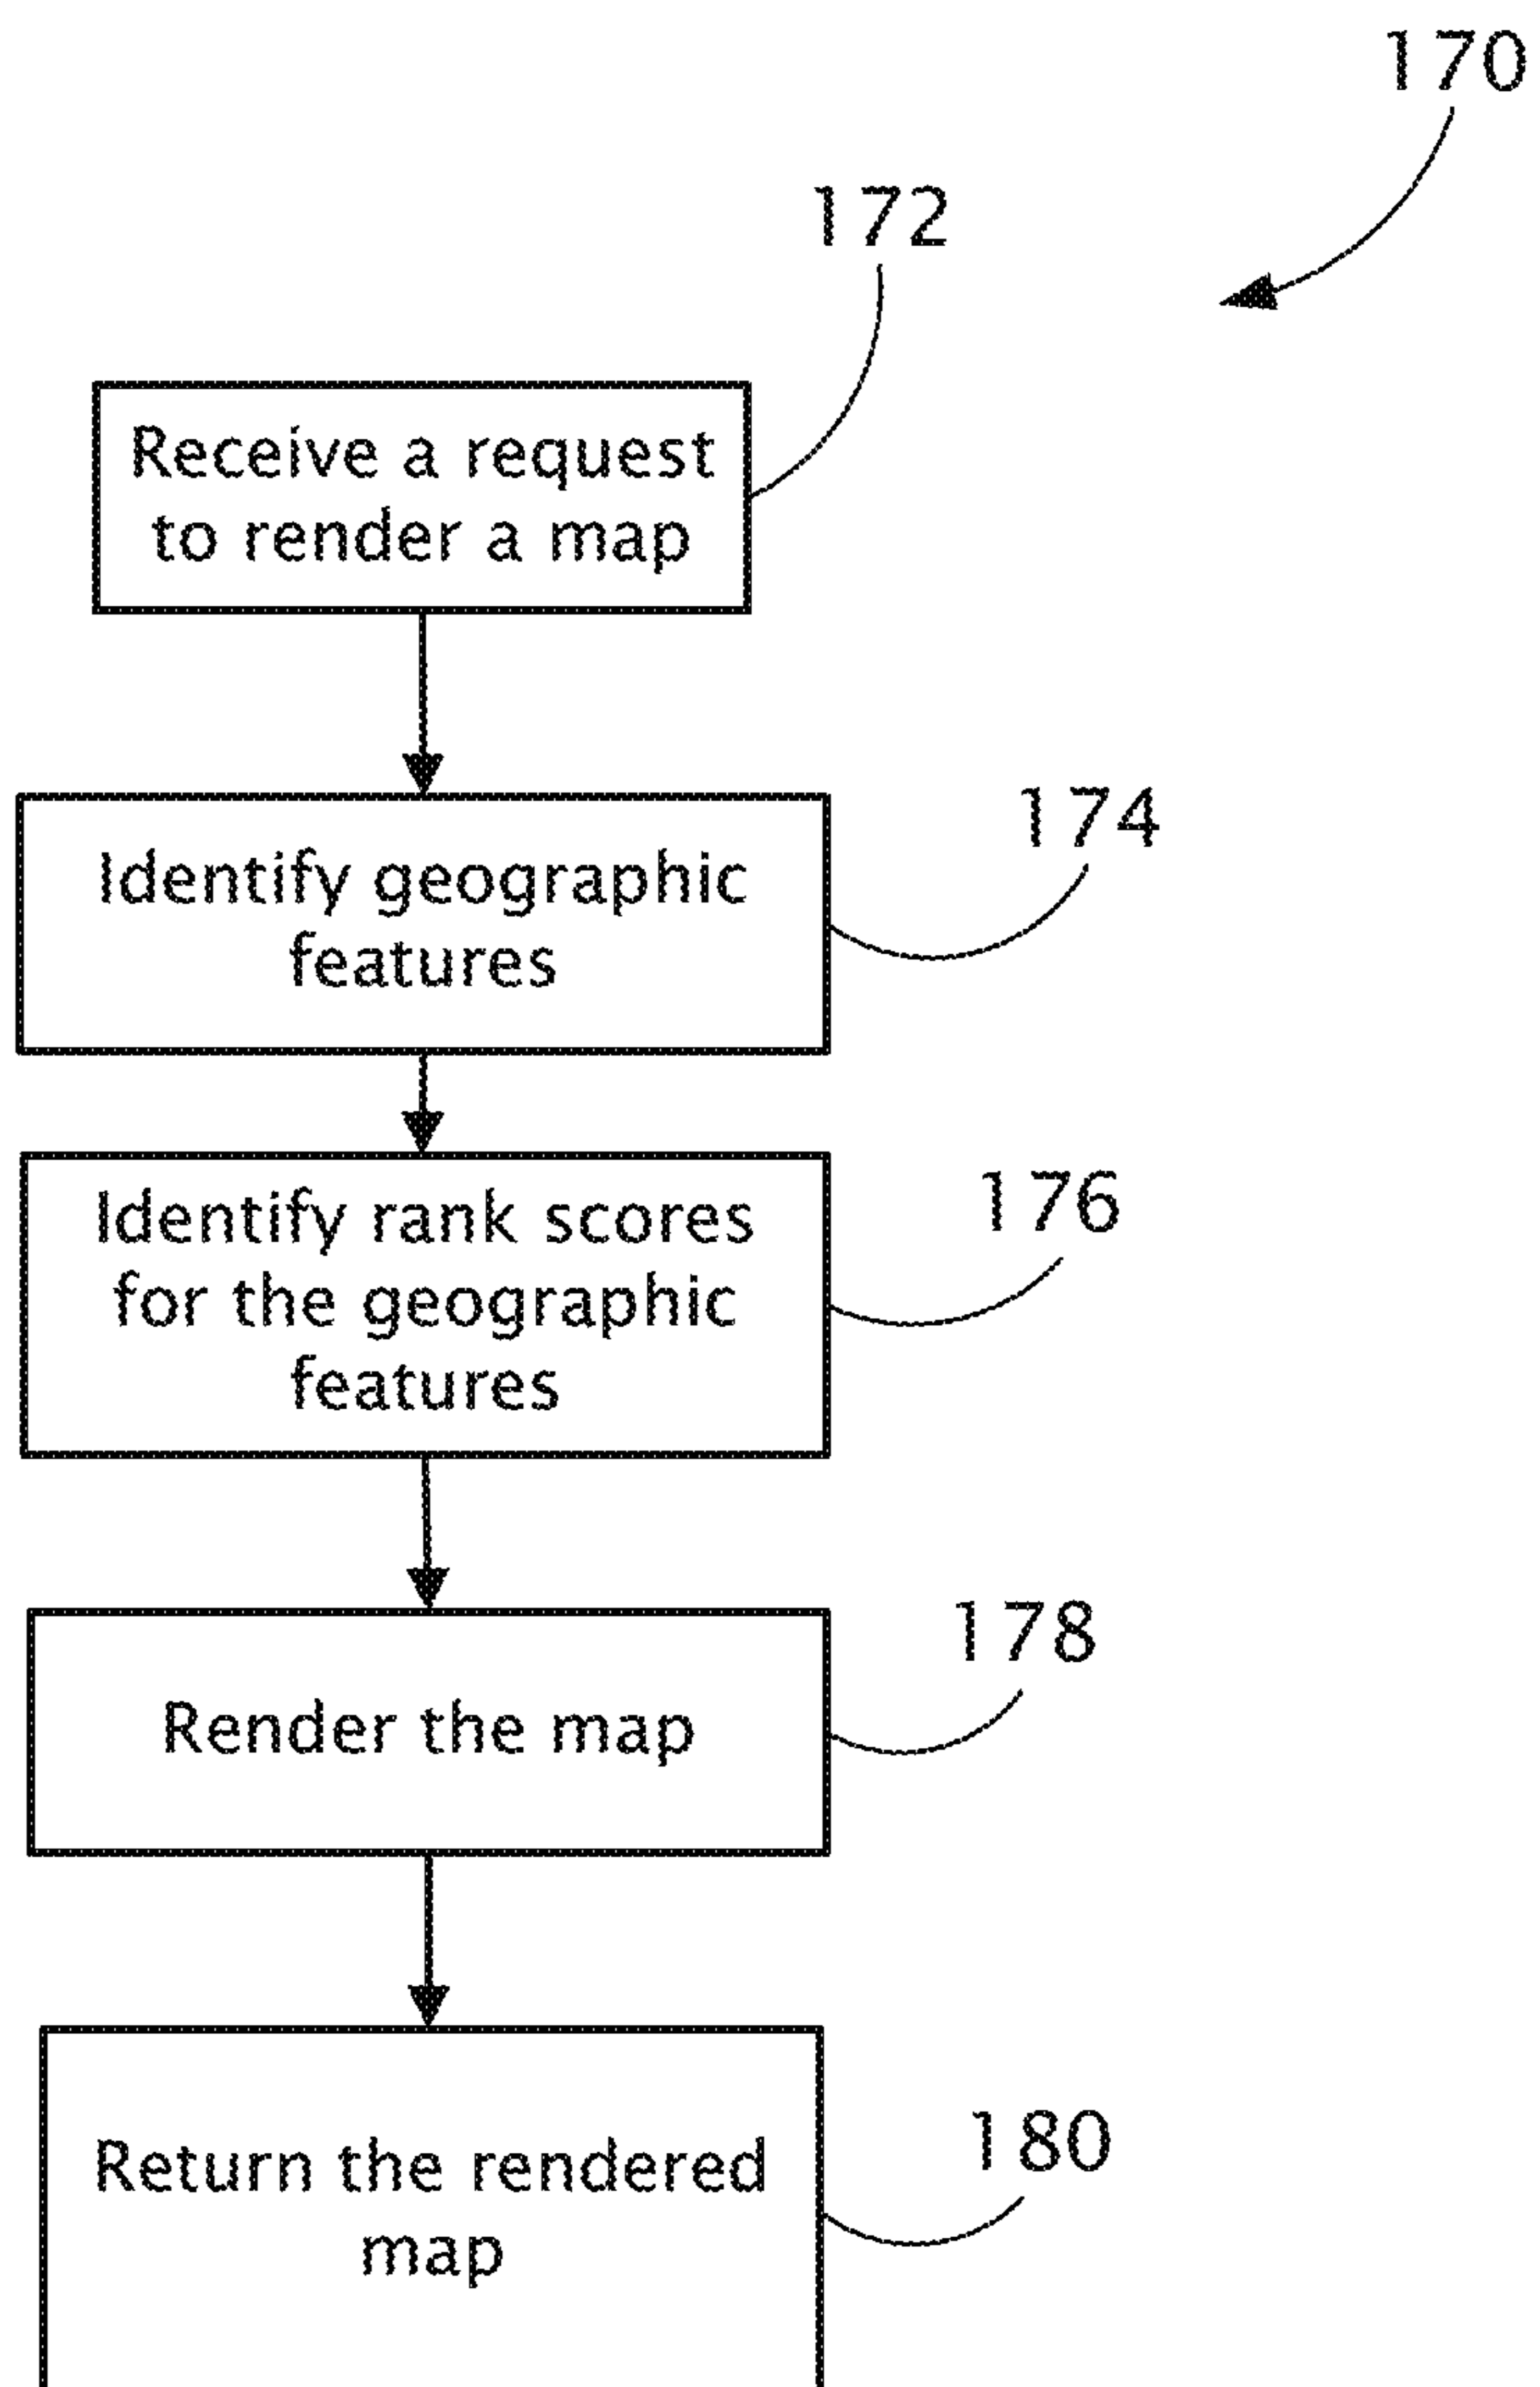 170
172
Receive a request
to render a map
174
Identify geographic
features
176
Identify rank scores
for the geographic
features
178
Render the map
180
Return the rendered
map